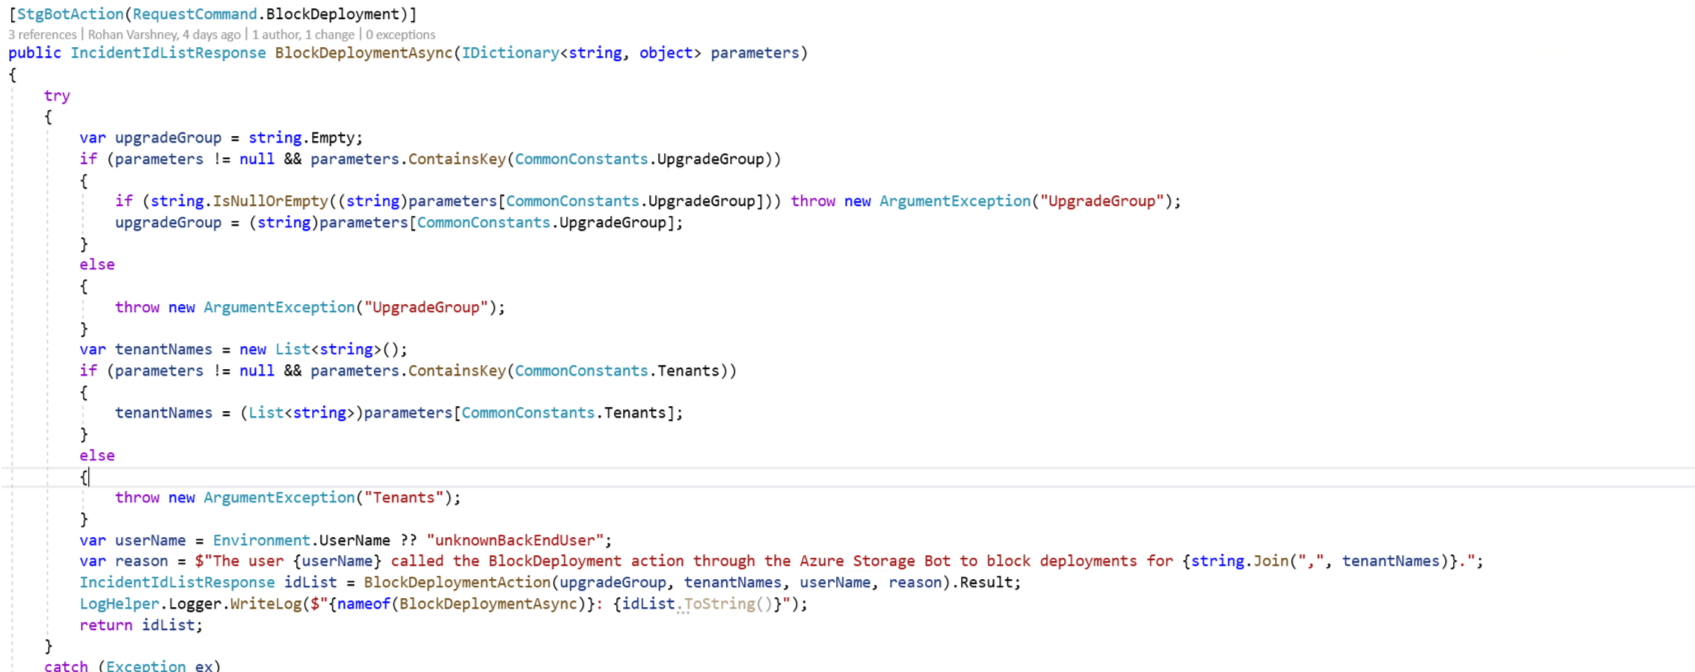 [StgBotAction(RequestCommand.BlockDeployment)]
3 references | Rohan Varshney, 4 days ago | 1 author, 1 change | 0 exceptions
public IncidentIdListResponse BlockDeploymentAsync(IDictionary<string, object> parameters)
{
    try
    {
        var upgradeGroup = string.Empty;
        if (parameters != null && parameters.ContainsKey(CommonConstants.UpgradeGroup))
        {
            if (string.IsNullOrEmpty((string)parameters[CommonConstants.UpgradeGroup])) throw new ArgumentException("UpgradeGroup");
            upgradeGroup = (string)parameters[CommonConstants.UpgradeGroup];
        }
        else
        {
            throw new ArgumentException("UpgradeGroup");
        }
        var tenantNames = new List<string>();
        if (parameters != null && parameters.ContainsKey(CommonConstants.Tenants))
        {
            tenantNames = (List<string>)parameters[CommonConstants.Tenants];
        }
        else
        {
            throw new ArgumentException("Tenants");
        }
        var userName = Environment.UserName ?? "unknownBackEndUser";
        var reason = $"The user {userName} called the BlockDeployment action through the Azure Storage Bot to block deployments for {string.Join(",", tenantNames)}.";
        IncidentIdListResponse idList = BlockDeploymentAction(upgradeGroup, tenantNames, userName, reason).Result;
        LogHelper.Logger.WriteLog($"{nameof(BlockDeploymentAsync)}: {idList.ToString()}");
        return idList;
    }
    catch (Exception ex)